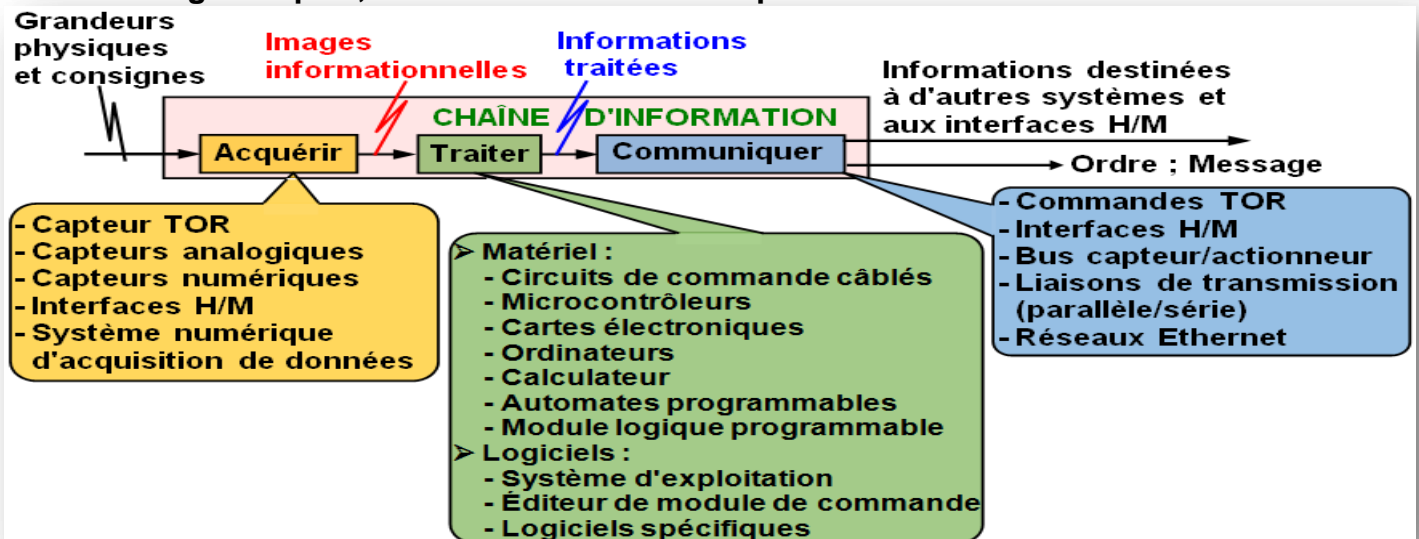 Grandeurs
physiques
et consignes
Images
informationnelles
Informations
traitées
Informations destinées
à d'autres systèmes et
aux interfaces H/M
CHAÎNE D'INFORMATION
Acquérir
Traiter
Communiquer
Ordre ; Message
- Capteur TOR
- Capteurs analogiques
- Capteurs numériques
- Interfaces H/M
- Système numérique
d'acquisition de données
➢ Matériel :
- Circuits de commande câblés
- Microcontrôleurs
- Cartes électroniques
- Ordinateurs
- Calculateur
- Automates programmables
- Module logique programmable
➢ Logiciels :
- Système d'exploitation
- Éditeur de module de commande
- Logiciels spécifiques
- Commandes TOR
- Interfaces H/M
- Bus capteur/actionneur
- Liaisons de transmission
(parallèle/série)
- Réseaux Ethernet